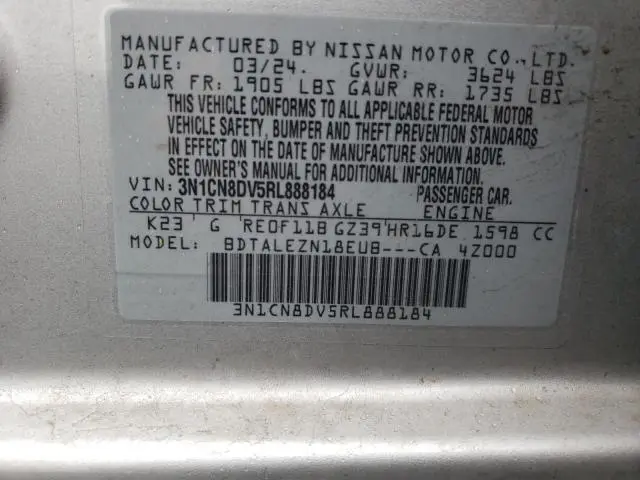 MANUFACTURED BY NISSAN MOTOR CO., LTD.
DATE: 03/24. GVWR: 3624 LBS
GAWR FR: 1905 LBS GAWR RR: 1735 LBS
THIS VEHICLE CONFORMS TO ALL APPLICABLE FEDERAL MOTOR
VEHICLE SAFETY, BUMPER AND THEFT PREVENTION STANDARDS
IN EFFECT ON THE DATE OF MANUFACTURE SHOWN ABOVE.
SEE OWNER'S MANUAL FOR ADDITIONAL INFORMATION.
VIN: 3N1CN8DV5RL888184 PASSENGER CAR.
COLOR TRIM TRANS AXLE ENGINE
K23 G RE0F11B GZ39 HR16DE 1598 CC
MODEL: BDTALEZN18EUB---CA 4Z000
3N1CN8DV5RL888184